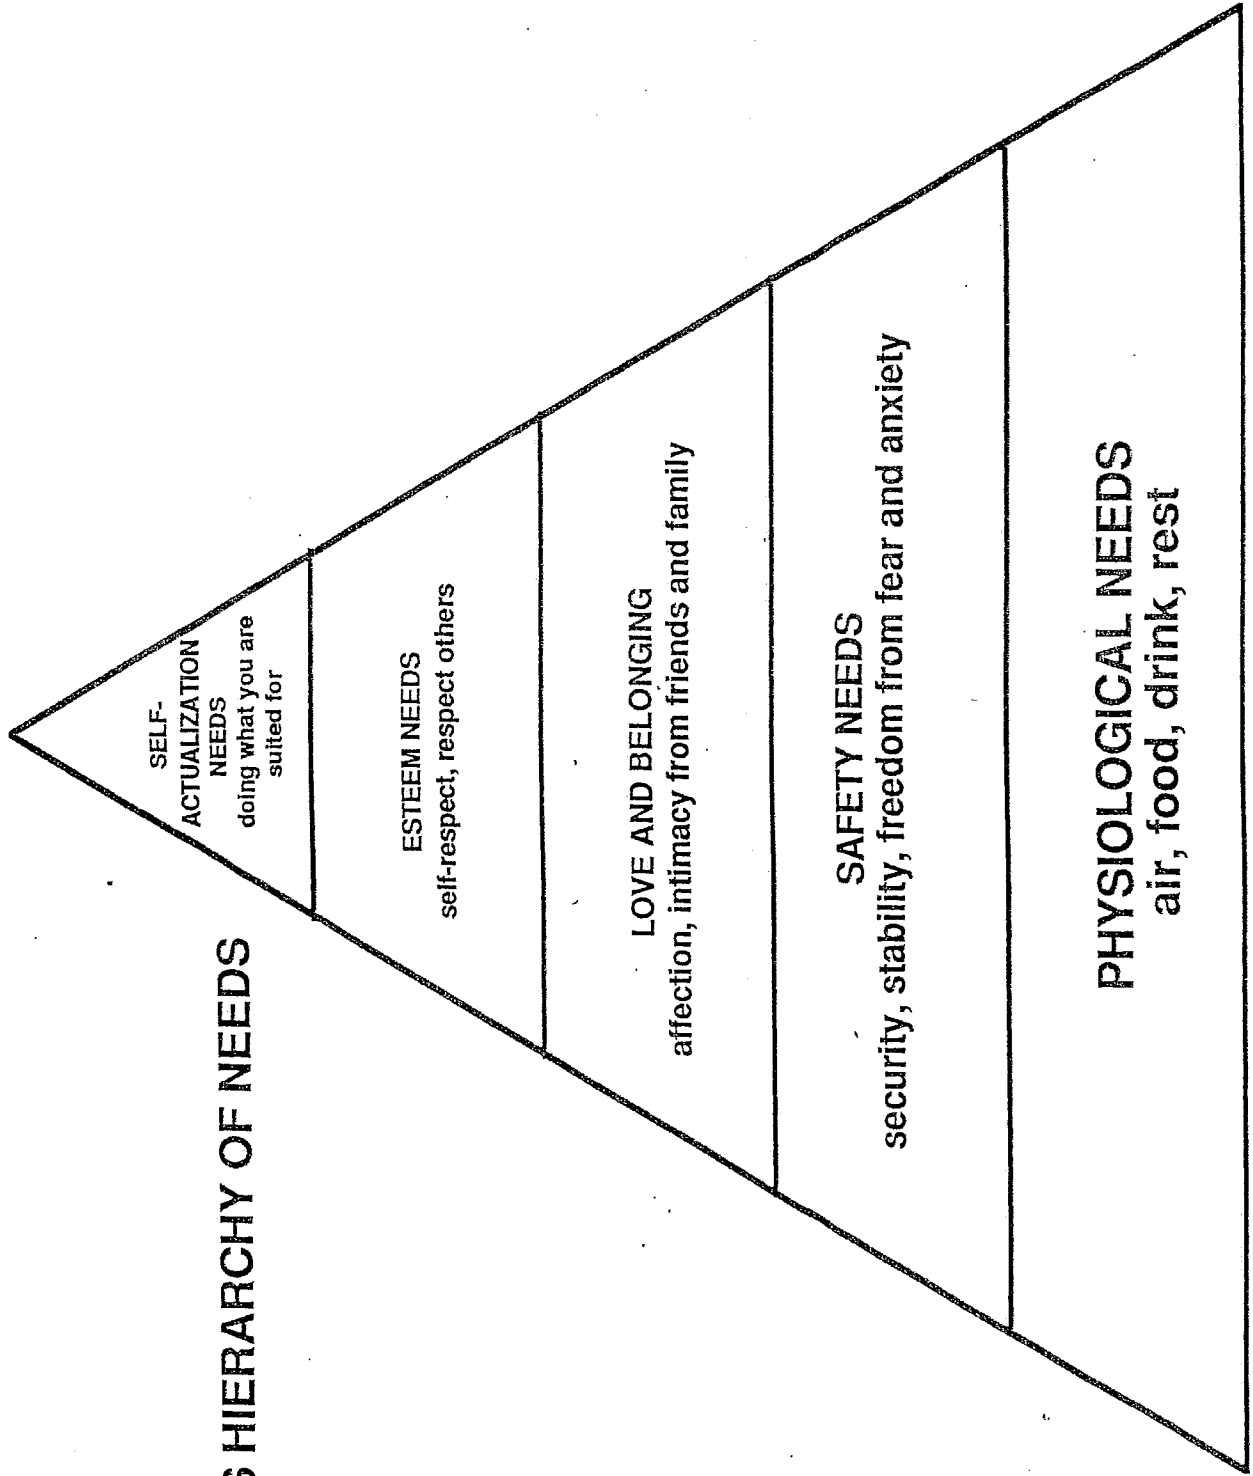 HIERARCHY OF NEEDS
SELF-
ACTUALIZATION
NEEDS
doing what you are
suited for
ESTEEM NEEDS
self-respect, respect others
LOVE AND BELONGING
affection, intimacy from friends and family
SAFETY NEEDS
security, stability, freedom from fear and anxiety
PHYSIOLOGICAL NEEDS
air, food, drink, rest